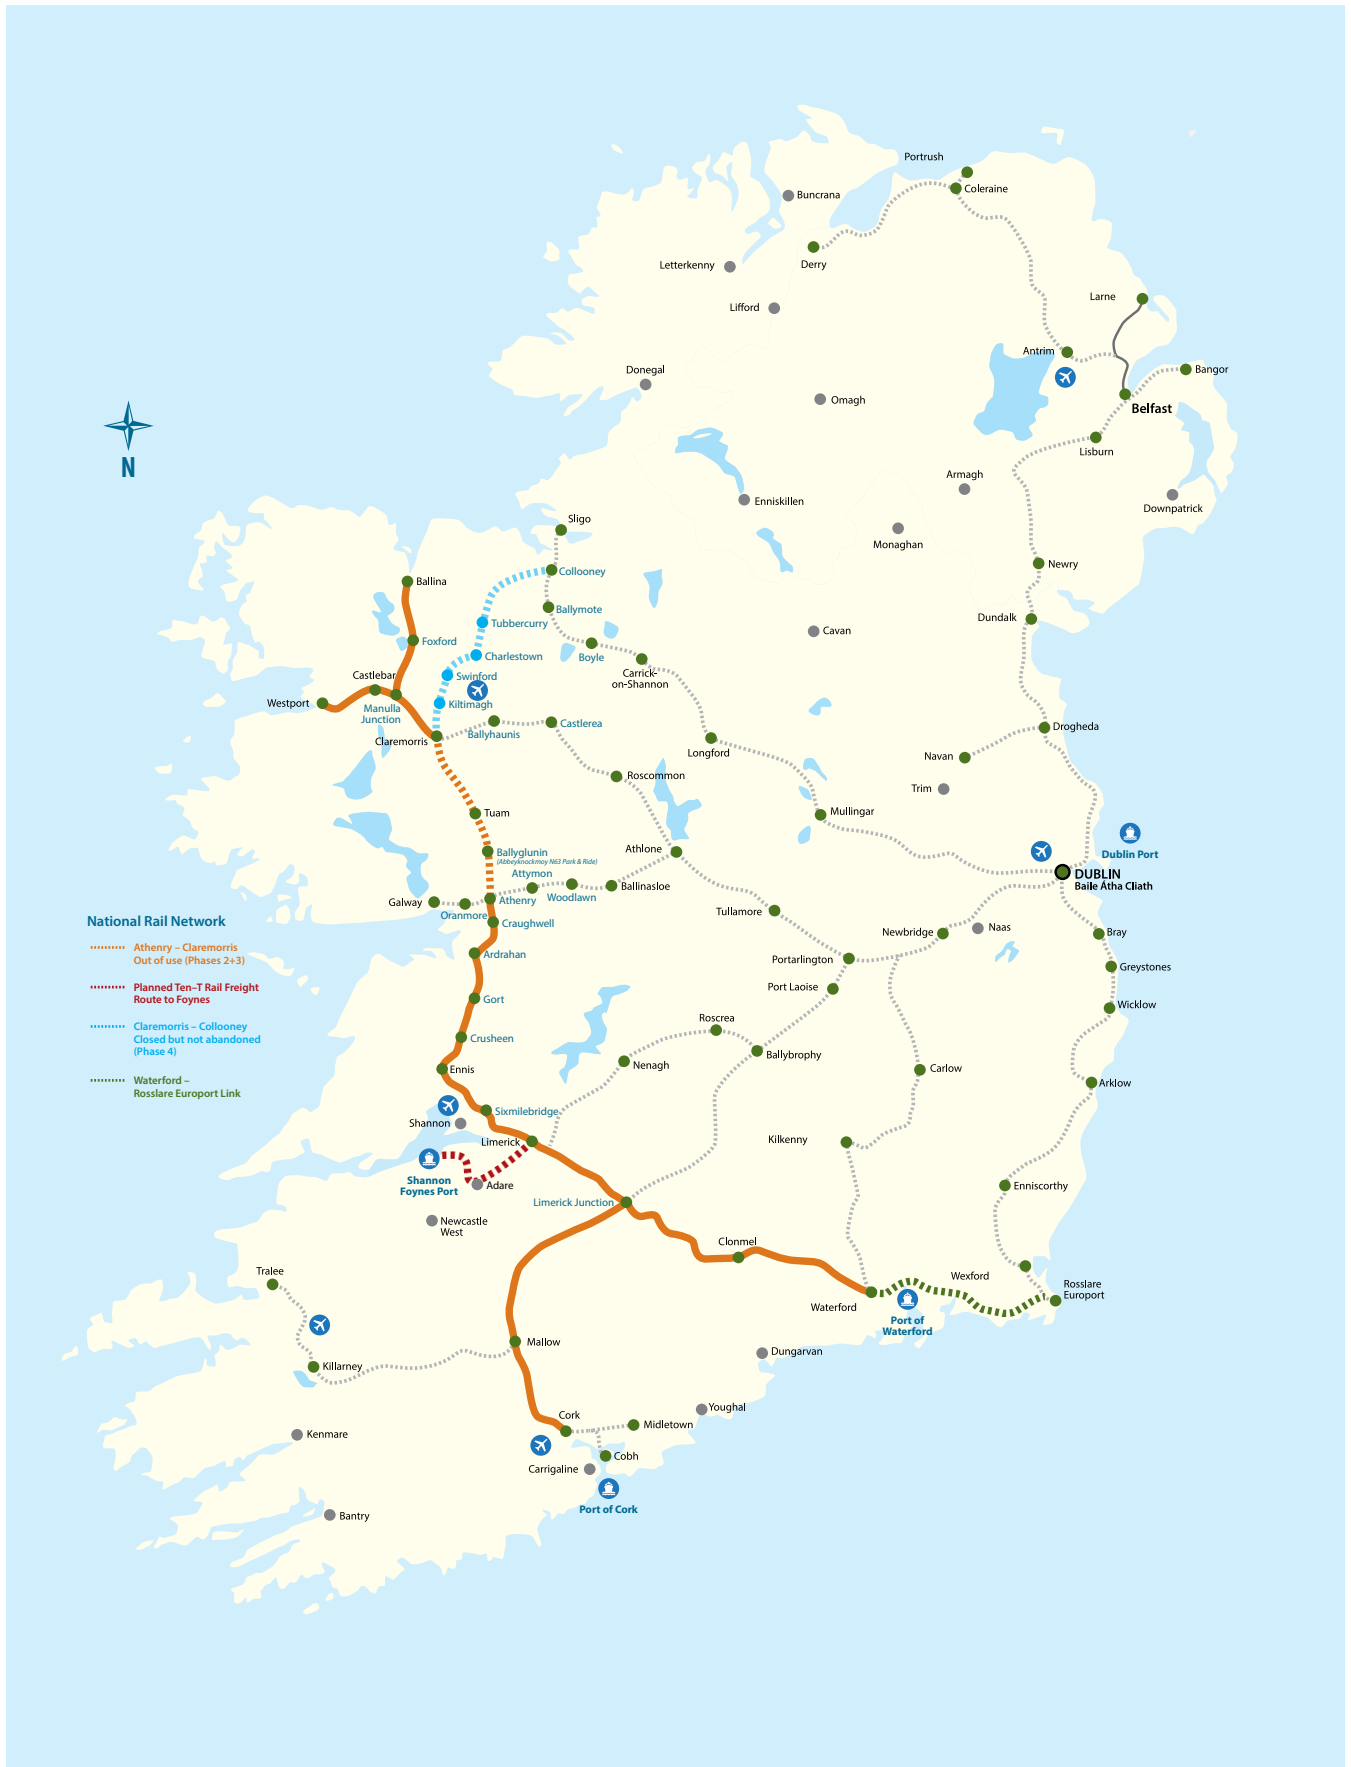 Portrush
Coleraine
Buncrana
Derry
Letterkenny
Lifford
Larne
Antrim
Bangor
Donegal
Omagh
Belfast
Lisburn
Armagh
Enniskillen
Downpatrick
Monaghan
N
Sligo
Collooney
Newry
Ballina
Ballymote
Dundalk
Tubbercurry
Foxford
Cavan
Charlestown
Boyle
Carrick-
on-Shannon
Castlebar
Swinford
Westport
Manulla
Junction
Kiltimagh
Castlerea
Ballyhaunis
Claremorris
Drogheda
Longford
Navan
Roscommon
Trim
Tuam
Mullingar
Athlone
Ballyglunin
(Abbeyknockmoy N63 Park & Ride)
Dublin Port
Attymon
DUBLIN
Baile Átha Cliath
Ballinasloe
Woodlawn
Galway
Athenry
Oranmore
Craughwell
Tullamore
Newbridge
Naas
Bray
National Rail Network
Athenry – Claremorris
Out of use (Phases 2+3)
Planned Ten–T Rail Freight
Route to Foynes
Claremorris – Collooney
Closed but not abandoned
(Phase 4)
Waterford –
Rosslare Europort Link
Ardrahan
Portarlington
Greystones
Port Laoise
Gort
Wicklow
Roscrea
Crusheen
Ballybrophy
Nenagh
Ennis
Carlow
Arklow
Sixmilebridge
Shannon
Limerick
Kilkenny
Shannon
Foynes Port
Adare
Enniscorthy
Limerick Junction
Newcastle
West
Clonmel
Tralee
Wexford
Rosslare
Europort
Waterford
Port of
Waterford
Mallow
Dungarvan
Killarney
Youghal
Cork
Midletown
Kenmare
Cobh
Carrigaline
Port of Cork
Bantry